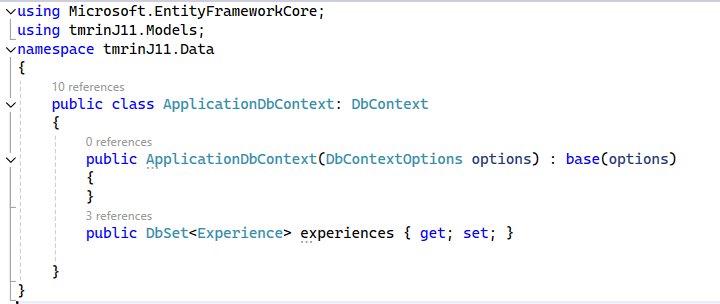 using Microsoft.EntityFrameworkCore;
using tmrinJ11.Models;
namespace tmrinJ11.Data
{
10 references
public class ApplicationDbContext: DbContext
{
0 references
public ApplicationDbContext(DbContextOptions options) : base(options)
{
}
3 references
public DbSet<Experience> experiences { get; set; }
}
}